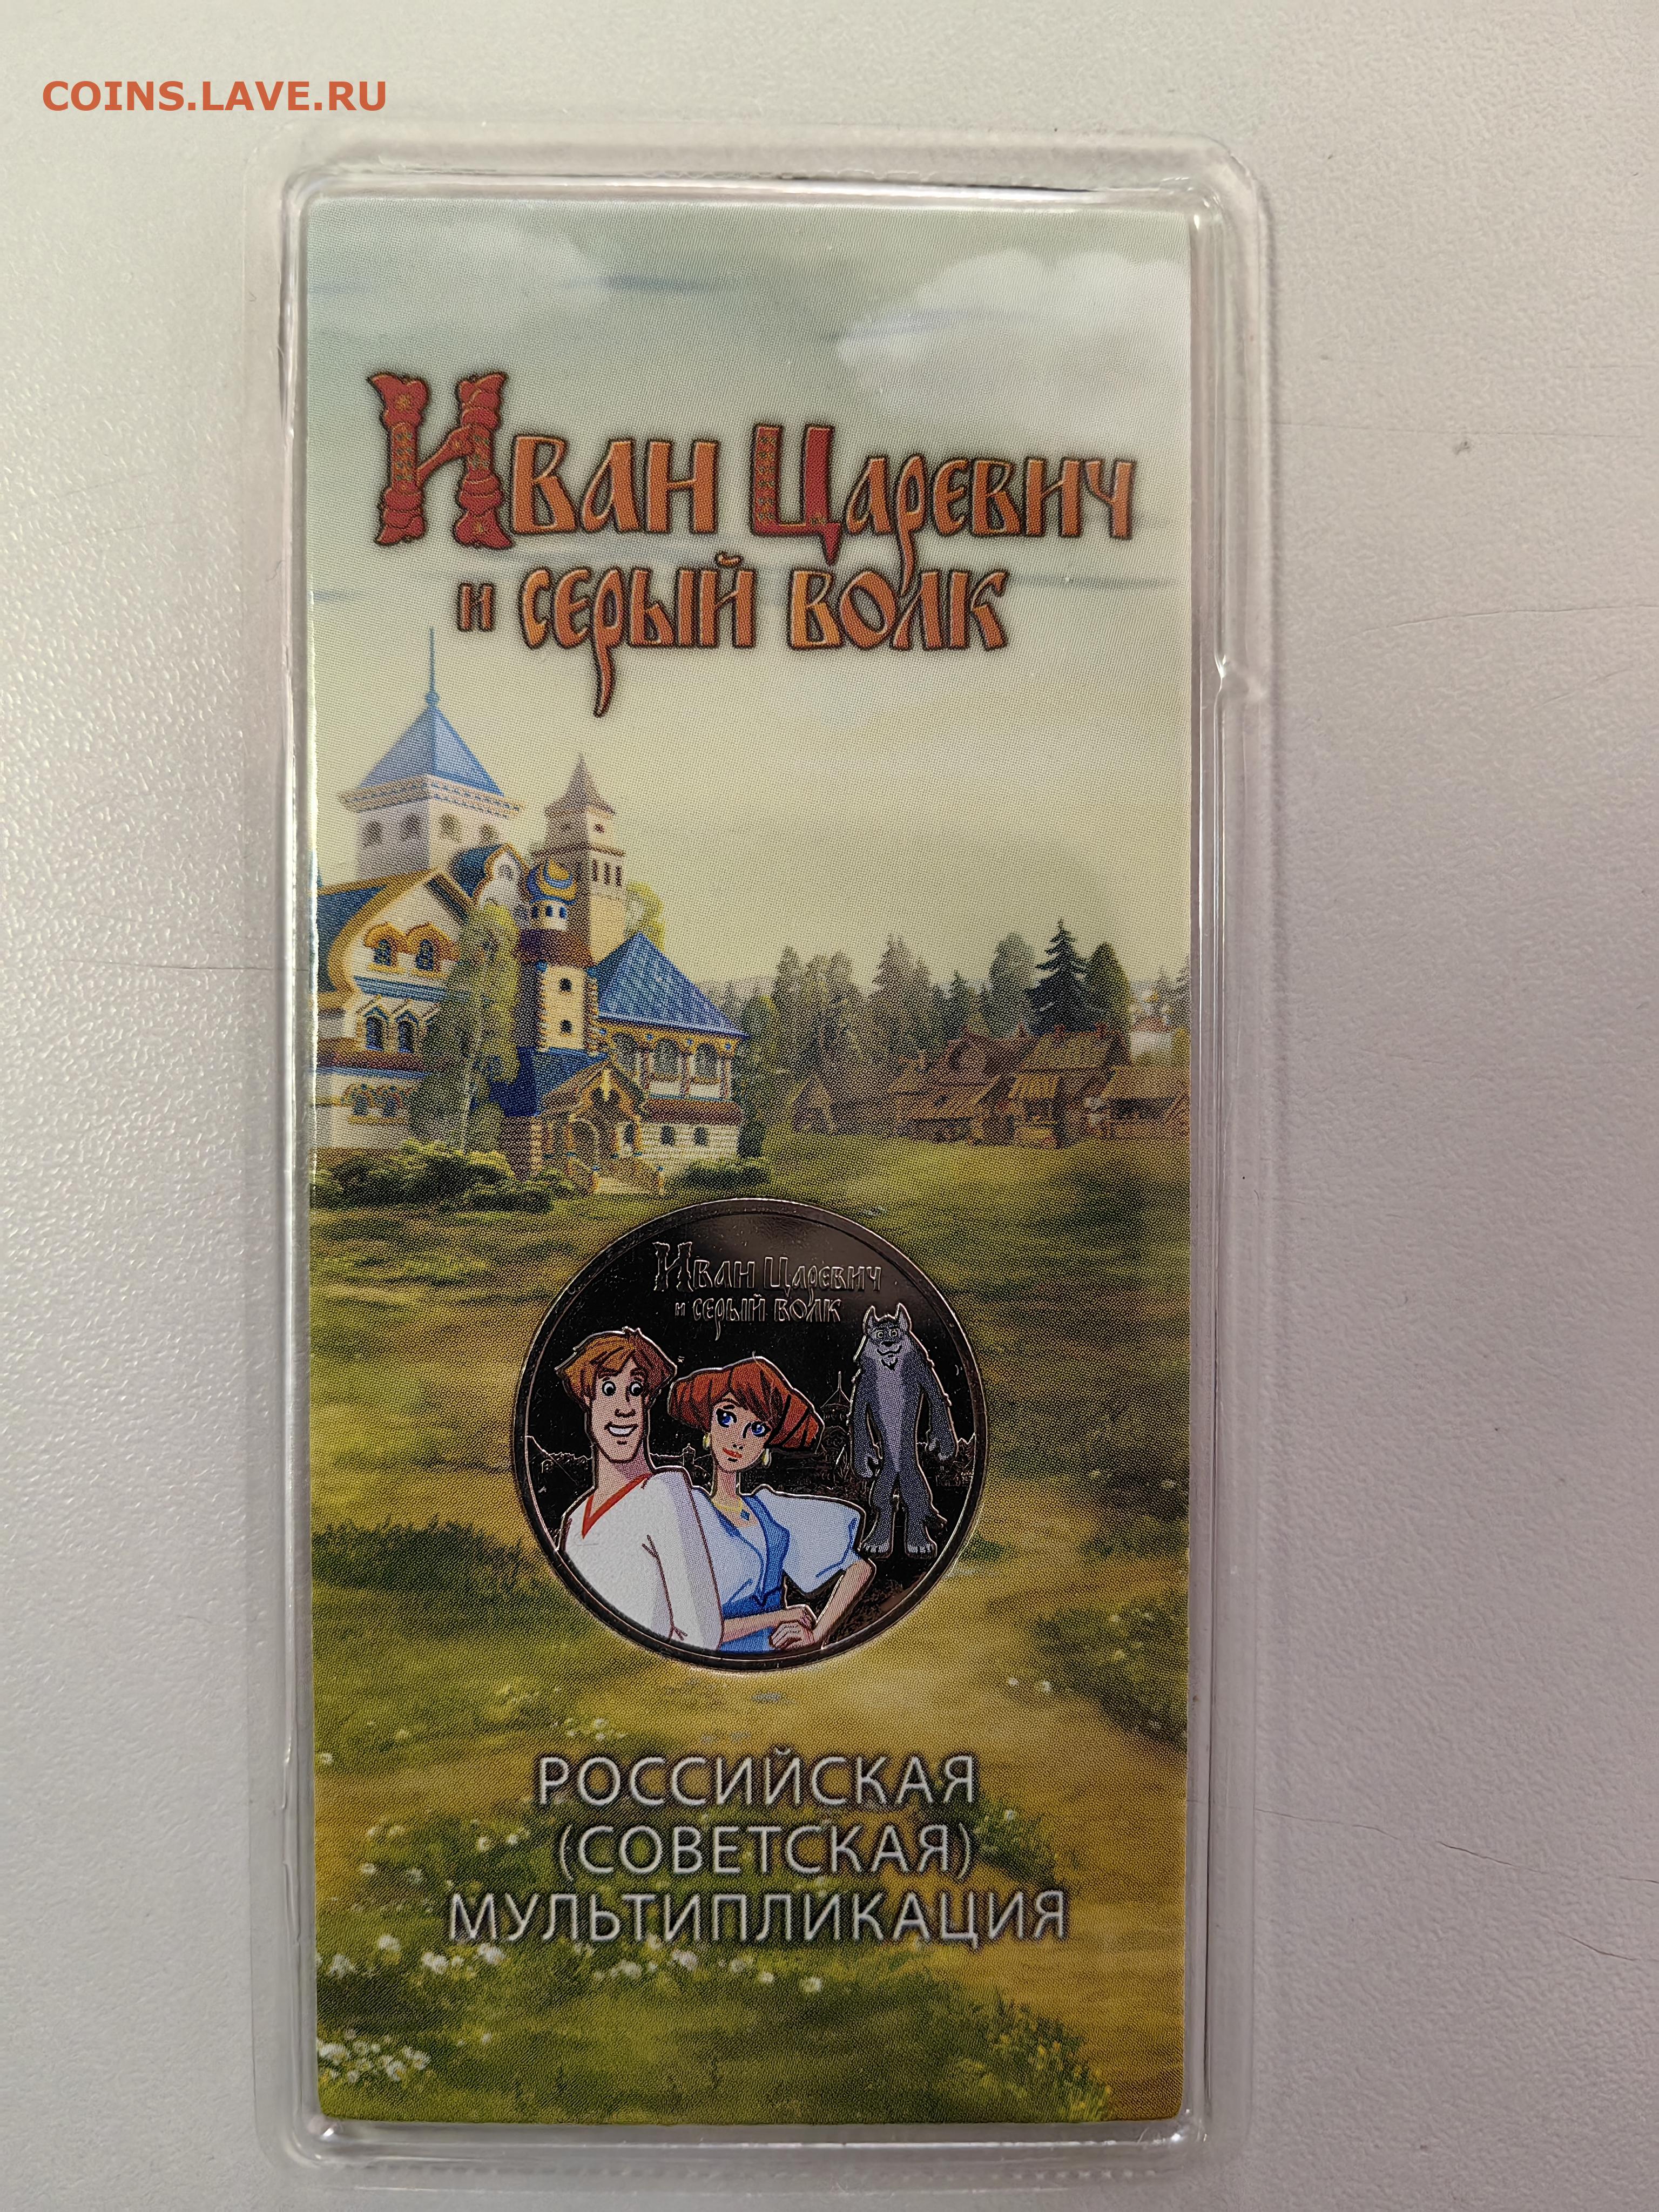 COINS.LAVE.RU
Иван Царевич
и серый волк
Иван Царевич
и серый волк
РОССИЙСКАЯ
(СОВЕТСКАЯ)
МУЛЬТИПЛИКАЦИЯ